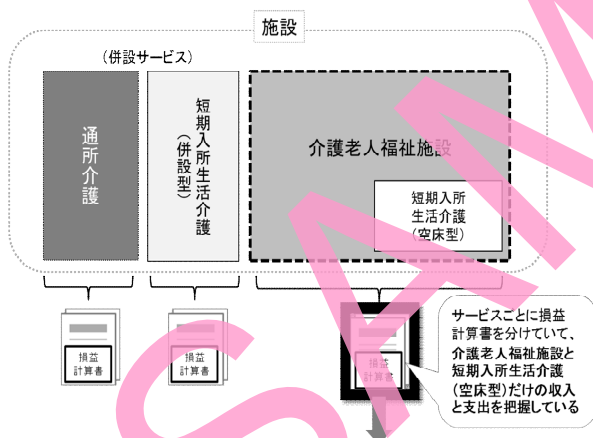 施設
（併設サービス）
通所介護
短期入所生活介護
（併設型）
介護老人福祉施設
短期入所
生活介護
（空床型）
損益
計算書
損益
計算書
損益
計算書
サービスごとに損益
計算書を分けていて、
介護老人福祉施設と
短期入所生活介護
（空床型）だけの収入
と支出を把握している